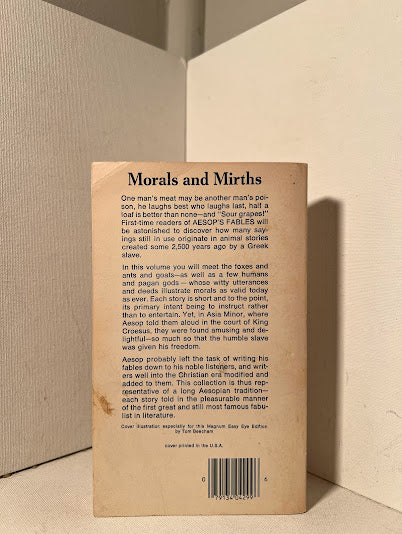 Morals and Mirths
One man's meat may be another man's poi-
son, he laughs best who laughs last, half a
loaf is better than none—and "Sour grapes!"
First-time readers of AESOP'S FABLES will
be astonished to discover how many say-
ings still in use originate in animal stories
created some 2,500 years ago by a Greek
slave.
In this volume you will meet the foxes and
ants and goats—as well as a few humans
and pagan gods — whose witty utterances
and deeds illustrate morals as valid today
as ever. Each story is short and to the point,
its primary intent being to instruct rather
than to entertain. Yet, in Asia Minor, where
Aesop told them aloud in the court of King
Croesus, they were found amusing and de-
lightful—so much so that the humble slave
was given his freedom.
Aesop probably left the task of writing his
fables down to his noble listeners, and writ-
ers well into the Christian era modified and
added to them. This collection is thus rep-
resentative of a long Aesopian tradition—
each story told in the pleasurable manner
of the first great and still most famous fabu-
list in literature.
Cover illustration especially for this Magnum Easy Eye Edition
by Tom Beecham
cover printed in the U.S.A.
0 79134 04299 6